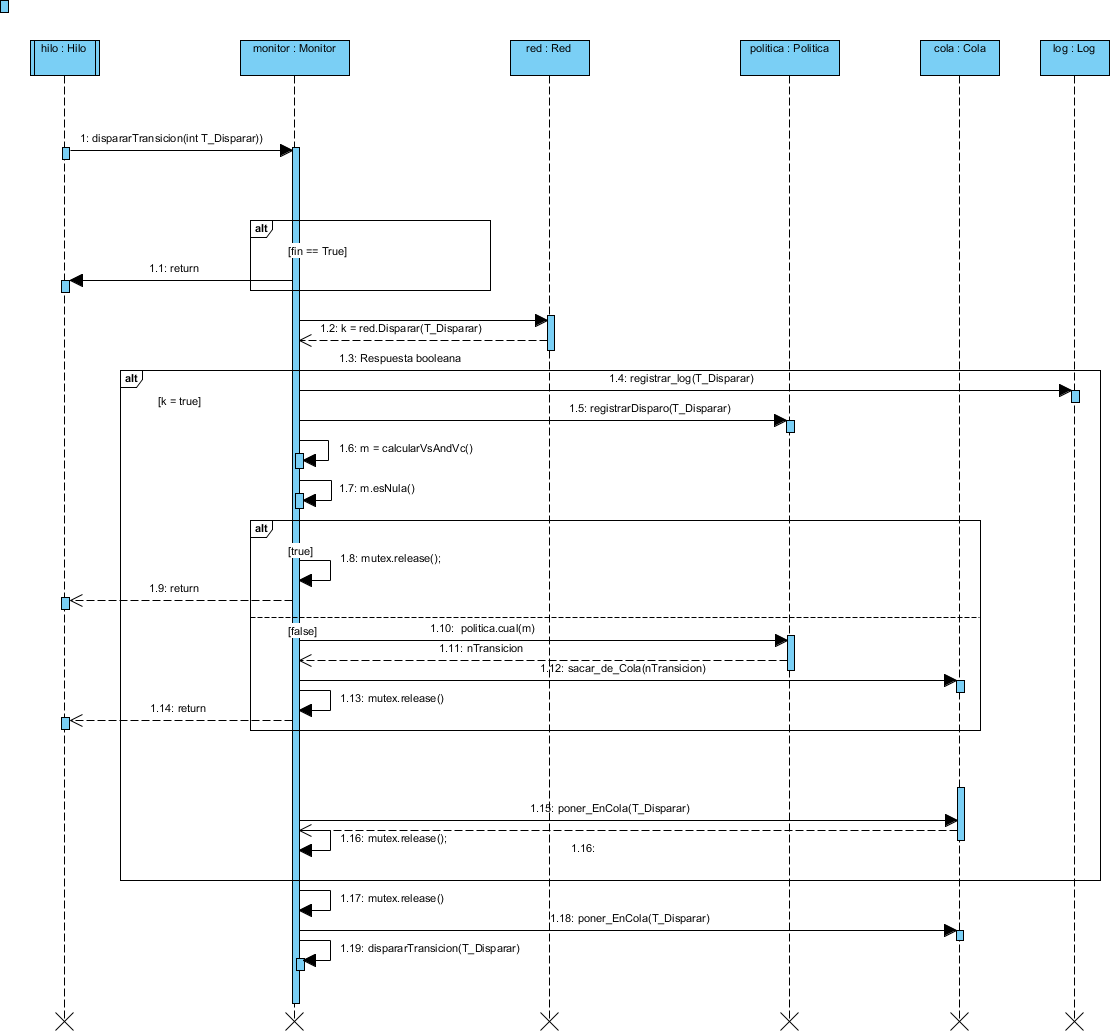 hilo : Hilo
monitor : Monitor
red : Red
politica : Politica
cola : Cola
log : Log
1: dispararTransicion(int T_Disparar))
alt
[fin == True]
1.1: return
1.2: k = red.Disparar(T_Disparar)
1.3: Respuesta booleana
alt
1.4: registrar_log(T_Disparar)
[k = true]
1.5: registrarDisparo(T_Disparar)
1.6: m = calcularVsAndVc()
1.7: m.esNula()
alt
[true]
1.8: mutex.release();
1.9: return
[false]
1.10: politica.cual(m)
1.11: nTransicion
1.12: sacar_de_Cola(nTransicion)
1.13: mutex.release()
1.14: return
1.15: poner_EnCola(T_Disparar)
1.16: mutex.release();
1.16:
1.17: mutex.release()
1.18: poner_EnCola(T_Disparar)
1.19: dispararTransicion(T_Disparar)